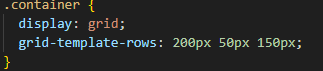 .container {
  display: grid;
  grid-template-rows: 200px 50px 150px;
}